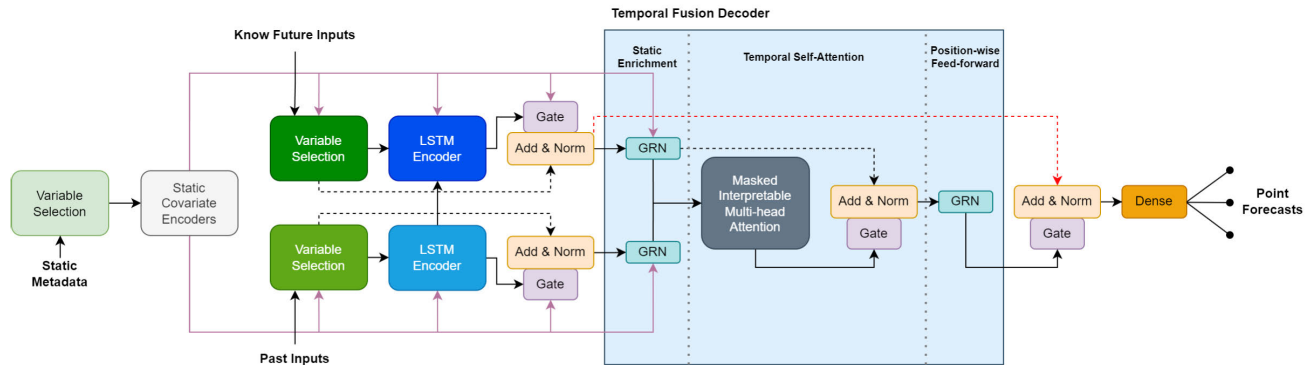 Temporal Fusion Decoder
Know Future Inputs
Static
Enrichment
Temporal Self-Attention
Position-wise
Feed-forward
Variable
Selection
LSTM
Encoder
Gate
Add & Norm
GRN
Variable
Selection
Static
Covariate
Encoders
Masked
Interpretable
Multi-head
Attention
Add & Norm
Gate
GRN
Add & Norm
Gate
Dense
Point
Forecasts
Static
Metadata
Variable
Selection
LSTM
Encoder
Add & Norm
Gate
GRN
Past Inputs